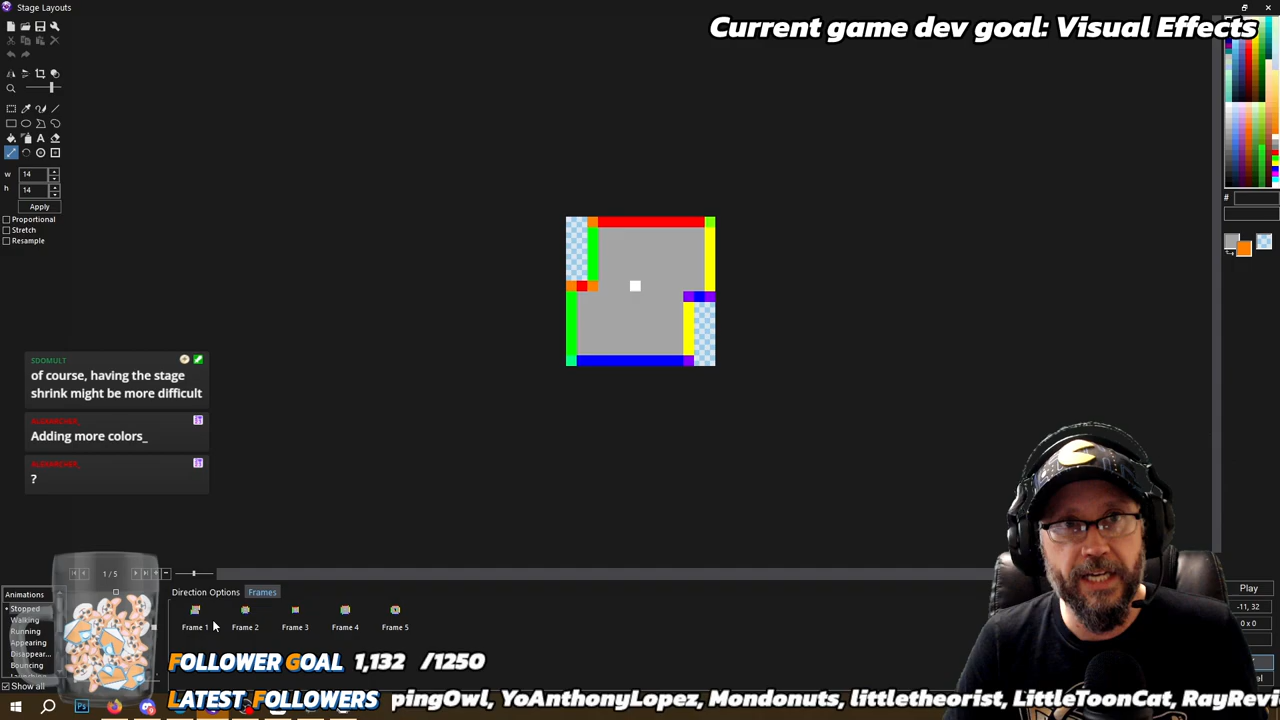 Stage Layouts
Current game dev goal: Visual Effects
w 14
h 14
Apply
Proportional
Stretch
Resample
#
SDOMULT
of course, having the stage
shrink might be more difficult
Adding more colors_
?
1 / 5
Animations
Direction Options
Frames
Stopped
Walking
Running
Appearing
Disappear...
Bouncing
Show all
Frame 1
Frame 2
Frame 3
Frame 4
Frame 5
Play
-11, 32
0 x 0
FOLLOWER GOAL 1,132 /1250
LATEST FOLLOWERS pingOwl, YoAnthonyLopez, Mondonuts, littletheorist, LittleToonCat, RayRevi
Ps